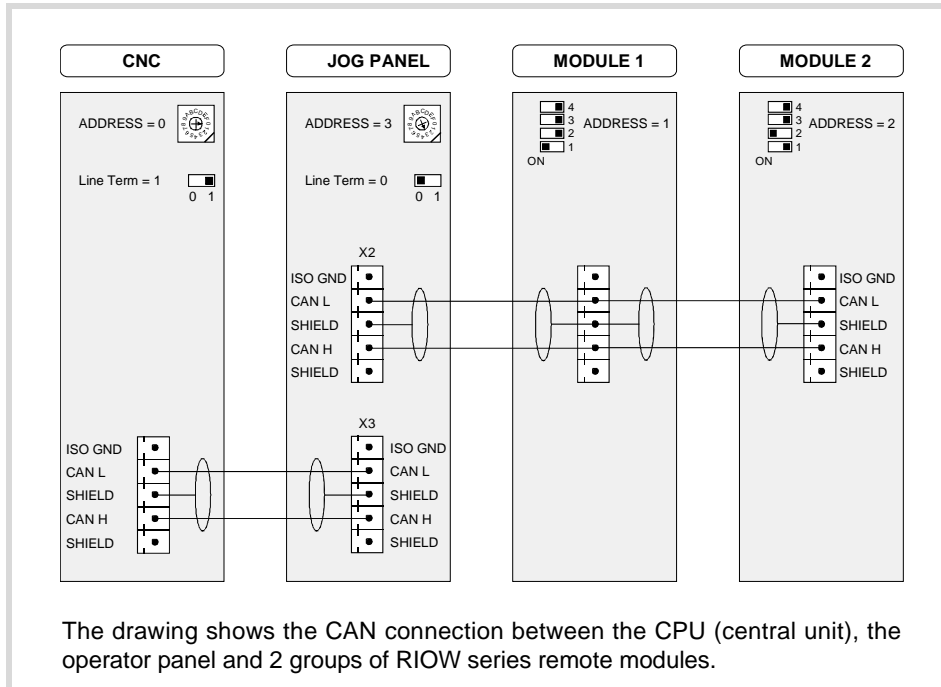 CNC
JOG PANEL
MODULE 1
MODULE 2
ADDRESS = 0
Line Term = 1
0 1
ISO GND
CAN L
SHIELD
CAN H
SHIELD
ADDRESS = 3
Line Term = 0
0 1
X2
ISO GND
CAN L
SHIELD
CAN H
SHIELD
X3
ISO GND
CAN L
SHIELD
CAN H
SHIELD
4
3
2
1
ON
ADDRESS = 1
4
3
2
1
ON
ADDRESS = 2
ISO GND
CAN L
SHIELD
CAN H
SHIELD
The drawing shows the CAN connection between the CPU (central unit), the
operator panel and 2 groups of RIOW series remote modules.